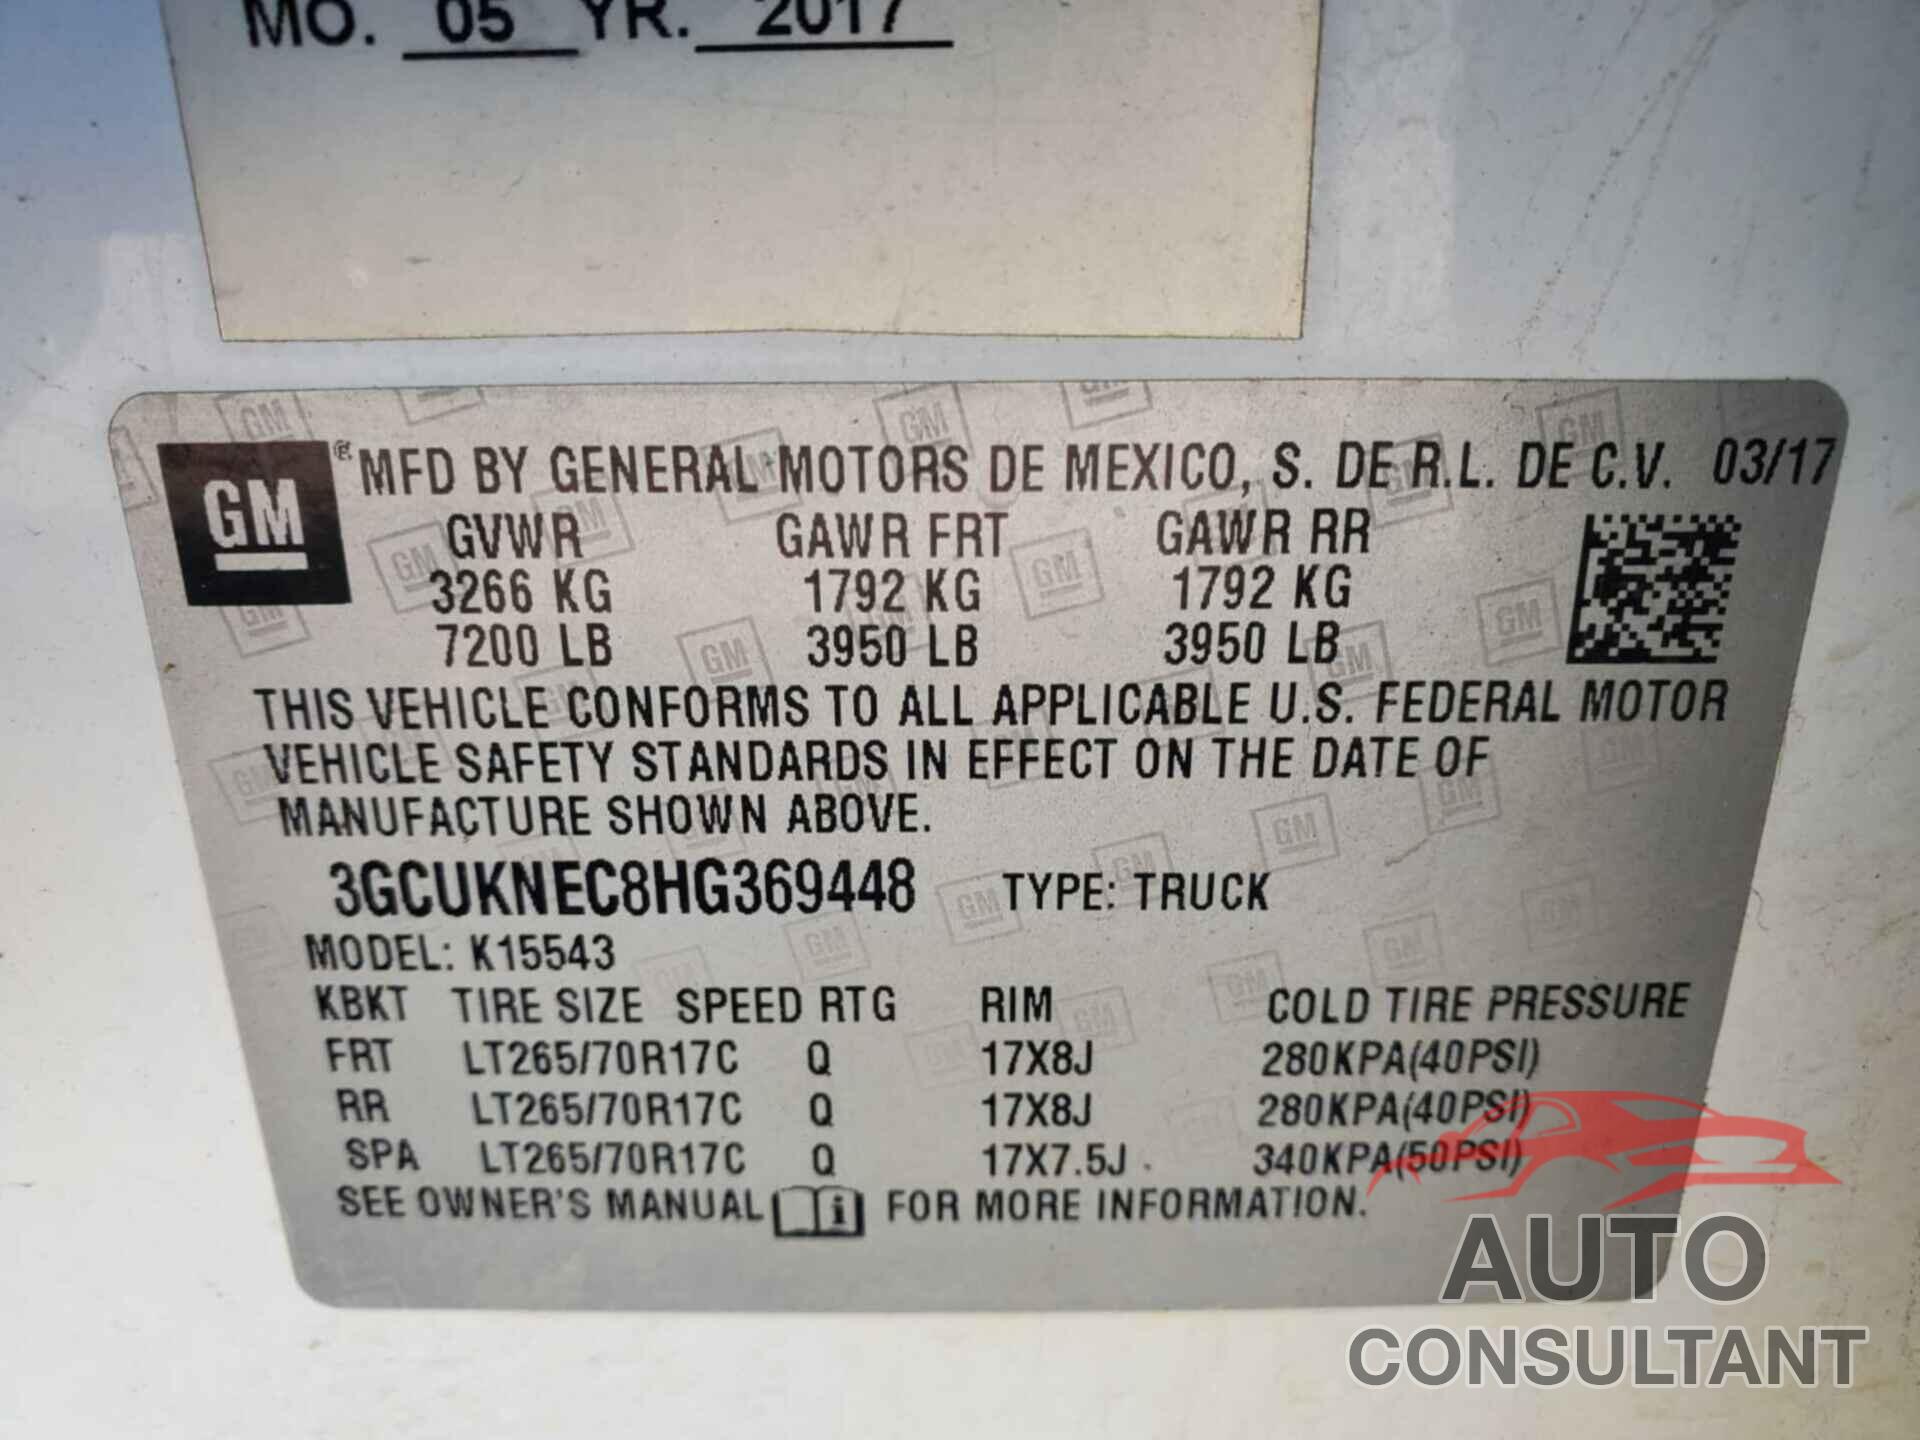 MO. 05 YR. 2017
GM
® MFD BY GENERAL MOTORS DE MEXICO, S. DE R.L. DE C.V. 03/17
GVWR GAWR FRT GAWR RR
3266 KG 1792 KG 1792 KG
7200 LB 3950 LB 3950 LB
THIS VEHICLE CONFORMS TO ALL APPLICABLE U.S. FEDERAL MOTOR
VEHICLE SAFETY STANDARDS IN EFFECT ON THE DATE OF
MANUFACTURE SHOWN ABOVE.
3GCUKNEC8HG369448 TYPE: TRUCK
MODEL: K15543
KBKT TIRE SIZE SPEED RTG RIM COLD TIRE PRESSURE
FRT LT265/70R17C Q 17X8J 280KPA(40PSI)
RR LT265/70R17C Q 17X8J 280KPA(40PSI)
SPA LT265/70R17C Q 17X7.5J 340KPA(50PSI)
SEE OWNER'S MANUAL i FOR MORE INFORMATION.
AUTO
CONSULTANT